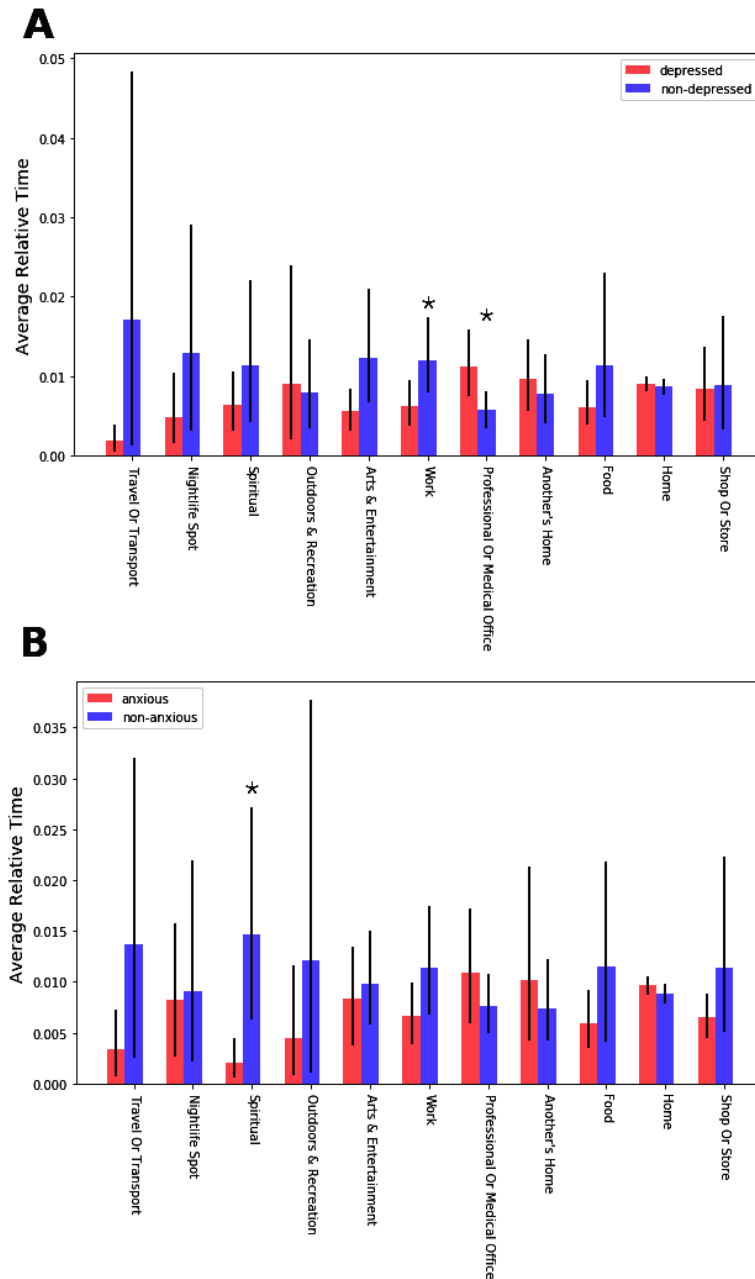 A
depressed
non-depressed
0.05
0.04
0.03
0.02
0.01
0.00
Average Relative Time
*
*
Travel Or Transport
Nightlife Spot
Spiritual
Outdoors & Recreation
Arts & Entertainment
Work
Professional Or Medical Office
Another's Home
Food
Home
Shop Or Store
B
anxious
non-anxious
0.035
0.030
0.025
0.020
0.015
0.010
0.005
0.000
Average Relative Time
*
Travel Or Transport
Nightlife Spot
Spiritual
Outdoors & Recreation
Arts & Entertainment
Work
Professional Or Medical Office
Another's Home
Food
Home
Shop Or Store